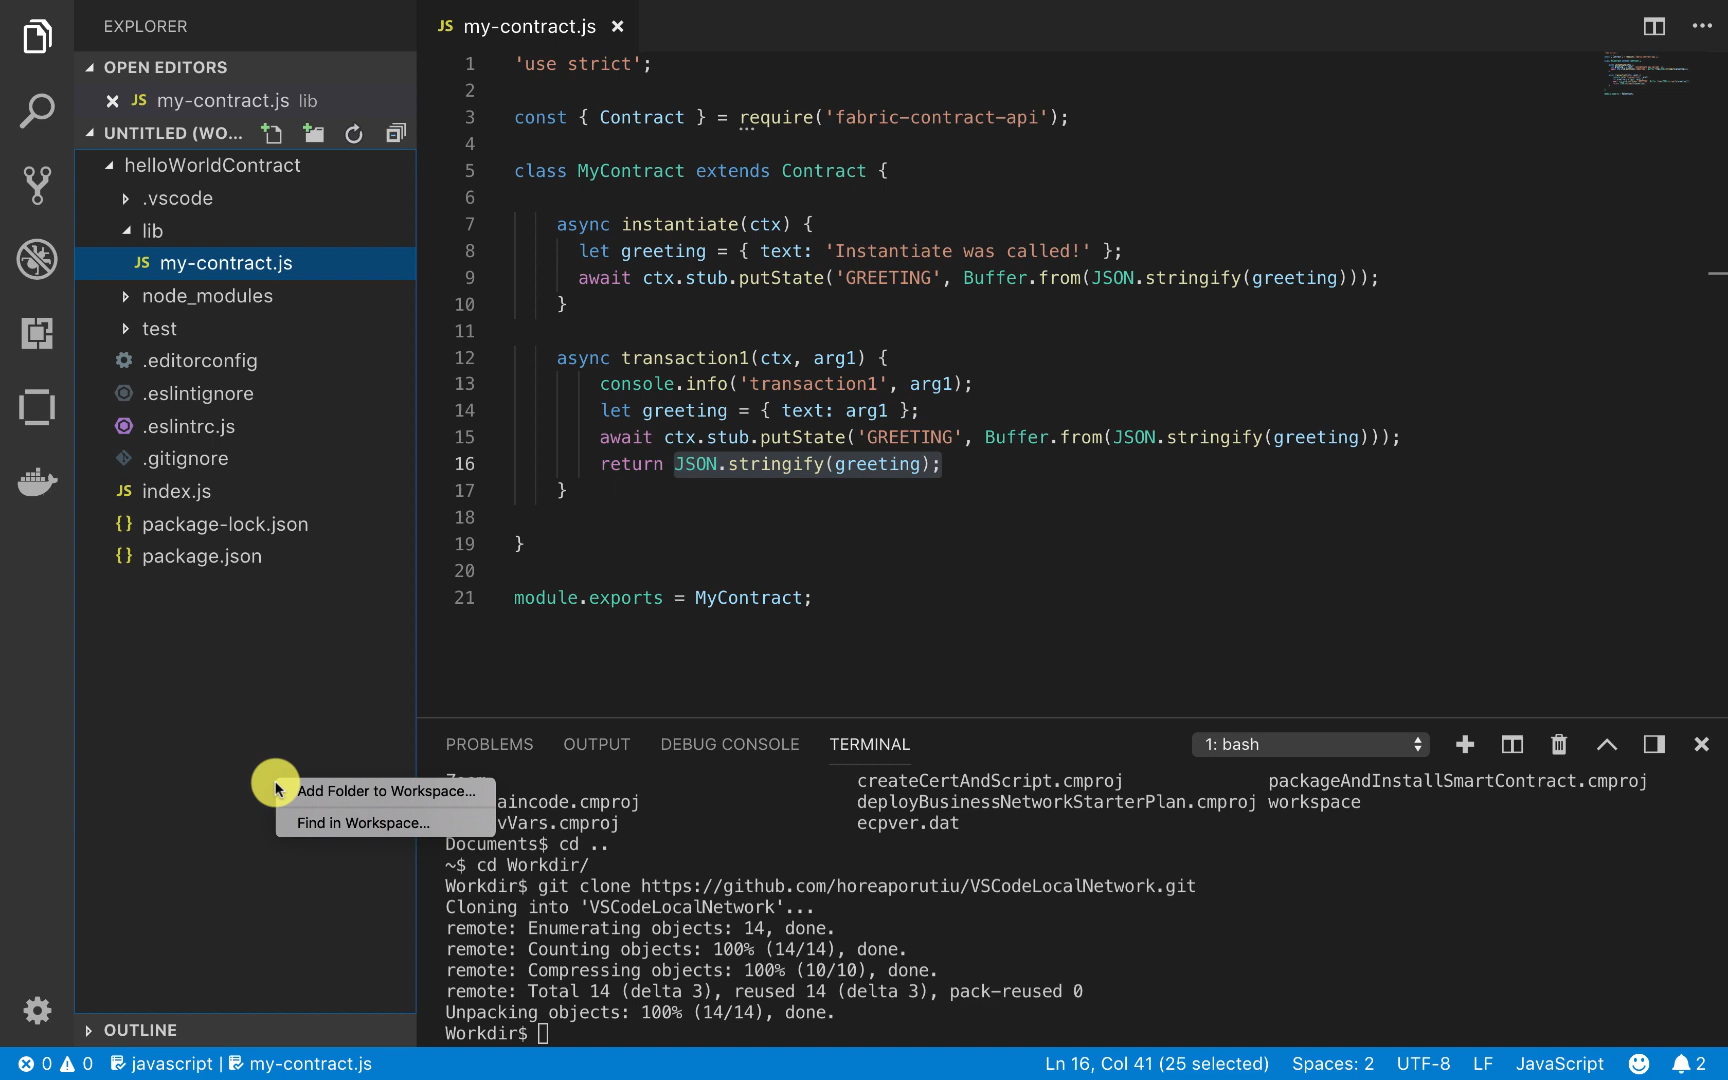 EXPLORER
OPEN EDITORS
JS my-contract.js lib
UNTITLED (WO...
helloWorldContract
.vscode
lib
JS my-contract.js
node_modules
test
.editorconfig
.eslintignore
.eslintrc.js
.gitignore
JS index.js
{} package-lock.json
{} package.json
OUTLINE
JS my-contract.js
1 'use strict';
2
3 const { Contract } = require('fabric-contract-api');
4
5 class MyContract extends Contract {
6
7 async instantiate(ctx) {
8 let greeting = { text: 'Instantiate was called!' };
9 await ctx.stub.putState('GREETING', Buffer.from(JSON.stringify(greeting)));
10 }
11
12 async transaction1(ctx, arg1) {
13 console.info('transaction1', arg1);
14 let greeting = { text: arg1 };
15 await ctx.stub.putState('GREETING', Buffer.from(JSON.stringify(greeting)));
16 return JSON.stringify(greeting);
17 }
18
19 }
20
21 module.exports = MyContract;
PROBLEMS OUTPUT DEBUG CONSOLE TERMINAL 1: bash
createCertAndScript.cmproj packageAndInstallSmartContract.cmproj
aincode.cmproj deployBusinessNetworkStarterPlan.cmproj workspace
vVars.cmproj ecpver.dat
Documents$ cd ..
~$ cd Workdir/
Workdir$ git clone https://github.com/horeaporutiu/VSCodeLocalNetwork.git
Cloning into 'VSCodeLocalNetwork'...
remote: Enumerating objects: 14, done.
remote: Counting objects: 100% (14/14), done.
remote: Compressing objects: 100% (10/10), done.
remote: Total 14 (delta 3), reused 14 (delta 3), pack-reused 0
Unpacking objects: 100% (14/14), done.
Workdir$
Add Folder to Workspace...
Find in Workspace...
0 0 javascript | my-contract.js Ln 16, Col 41 (25 selected) Spaces: 2 UTF-8 LF JavaScript 2